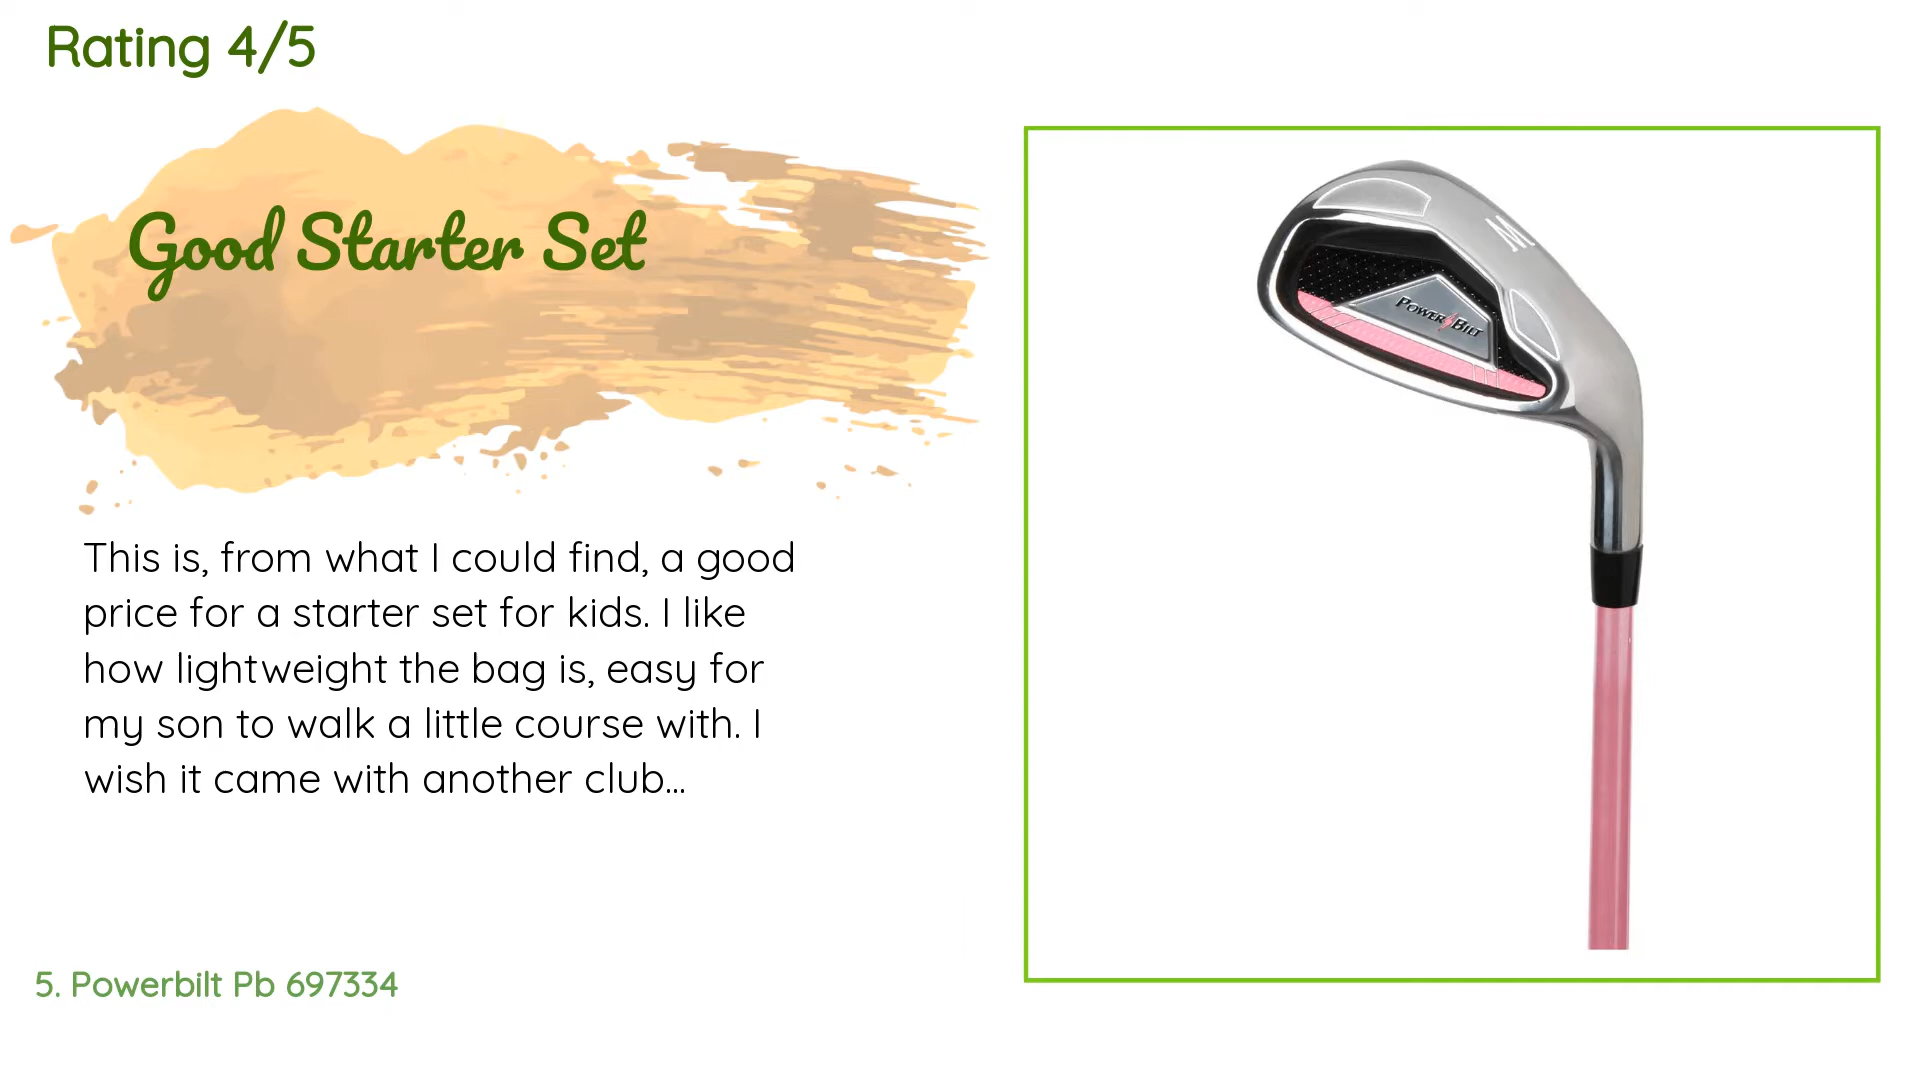 Rating 4/5
Good Starter Set
This is, from what I could find, a good
price for a starter set for kids. I like
how lightweight the bag is, easy for
my son to walk a little course with. I
wish it came with another club...
M
POWER BILT
5. Powerbilt Pb 697334